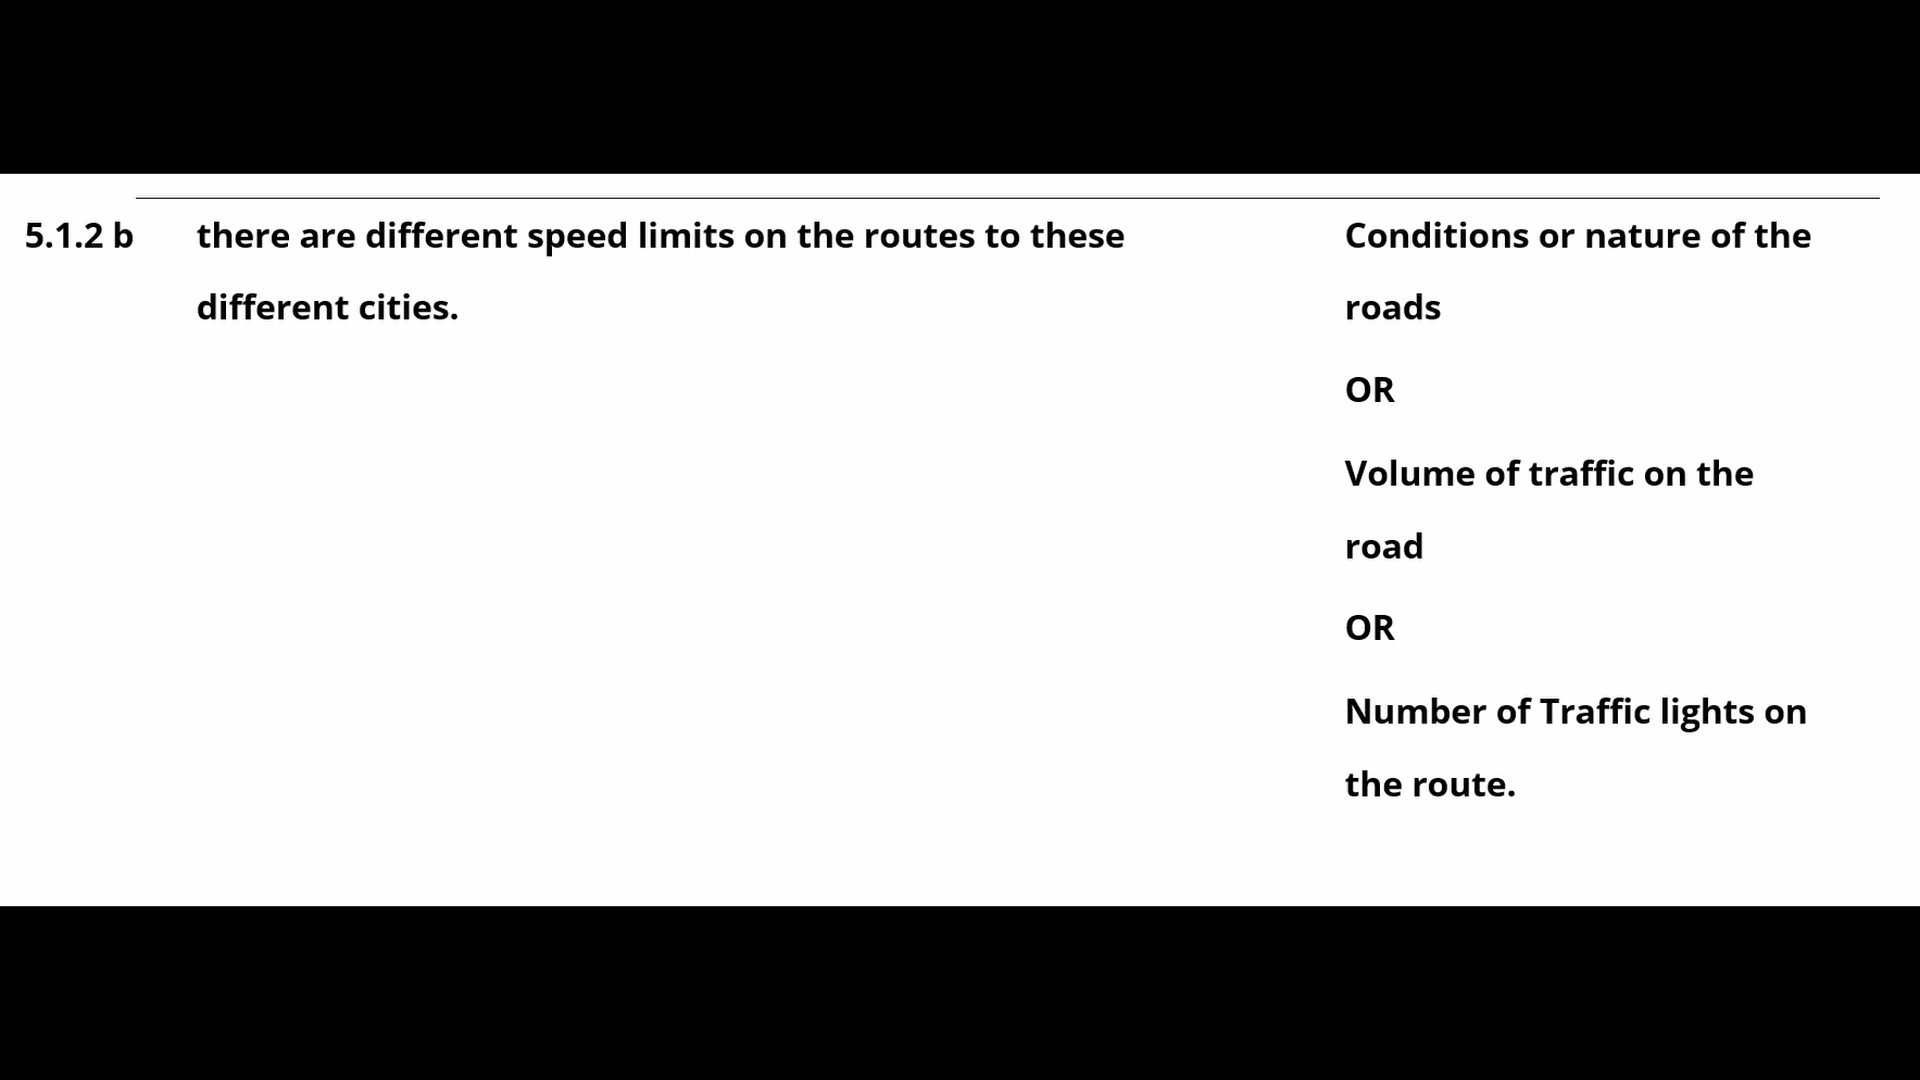 5.1.2 b
there are different speed limits on the routes to these
different cities.
Conditions or nature of the
roads
OR
Volume of traffic on the
road
OR
Number of Traffic lights on
the route.